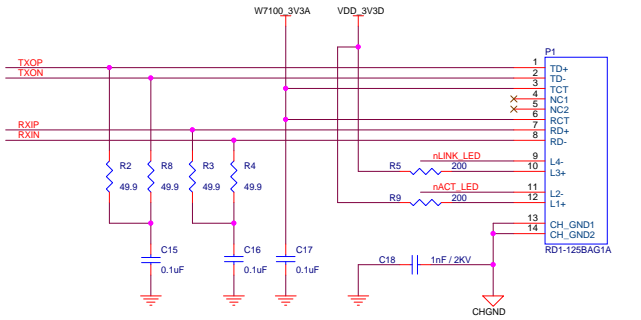 W7100_3V3A VDD_3V3D
P1
TXOP 1 TD+
TXON 2 TD-
3 TCT
4 NC1
5 NC2
6 RCT
RXIP 7 RD+
RXIN 8 RD-
nLINK_LED 9 L4-
R5 200 10 L3+
nACT_LED 11 L2-
R9 200 12 L1+
R2 R8 R3 R4
49.9 49.9 49.9 49.9
13 CH_GND1
14 CH_GND2
RD1-125BAG1A
C15 C16 C17
0.1uF 0.1uF 0.1uF
C18 1nF / 2KV
CHGND